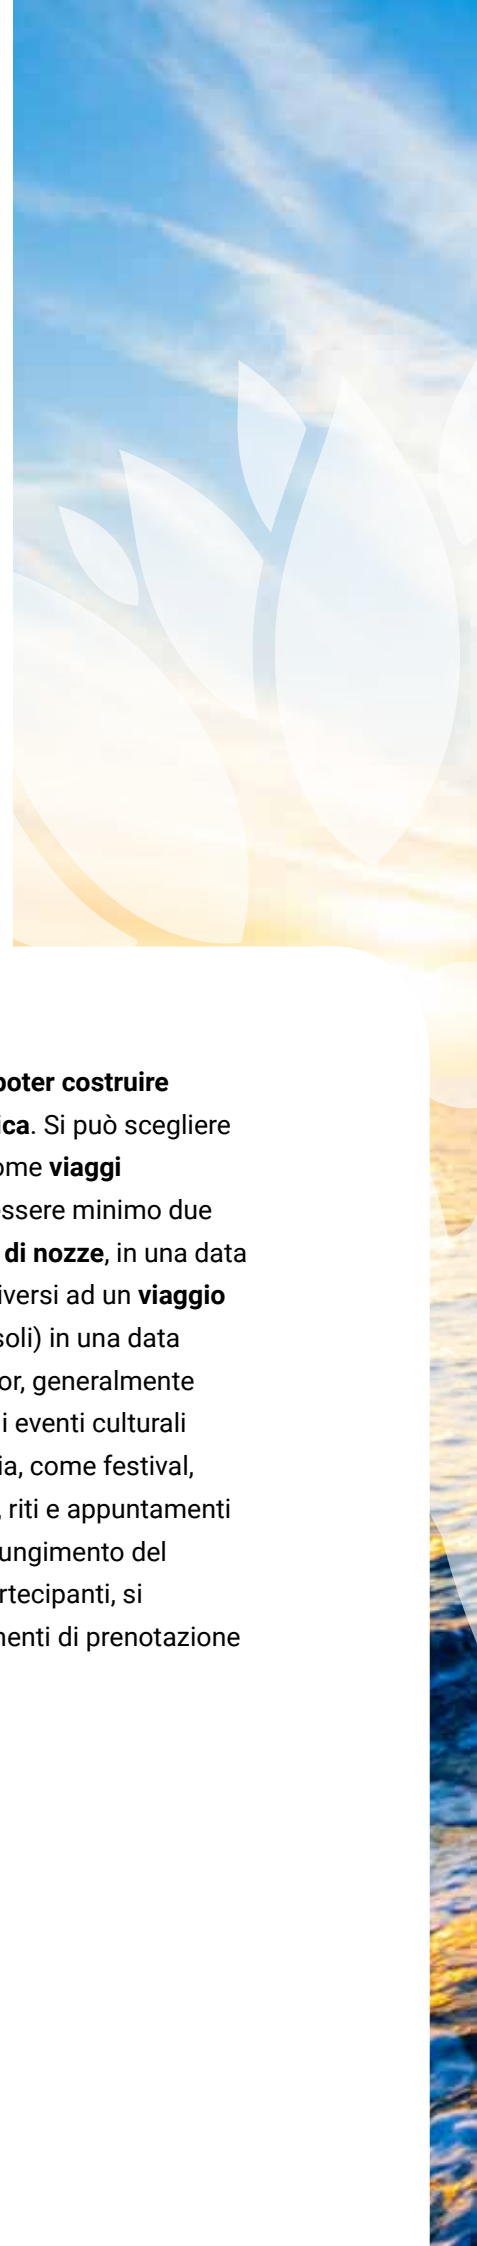 poter costruire
ica. Si può scegliere
ome viaggi
essere minimo due
di nozze, in una data
iversi ad un viaggio
soli) in una data
or, generalmente
i eventi culturali
ia, come festival,
, riti e appuntamenti
ungimento del
rtecipanti, si
nenti di prenotazione